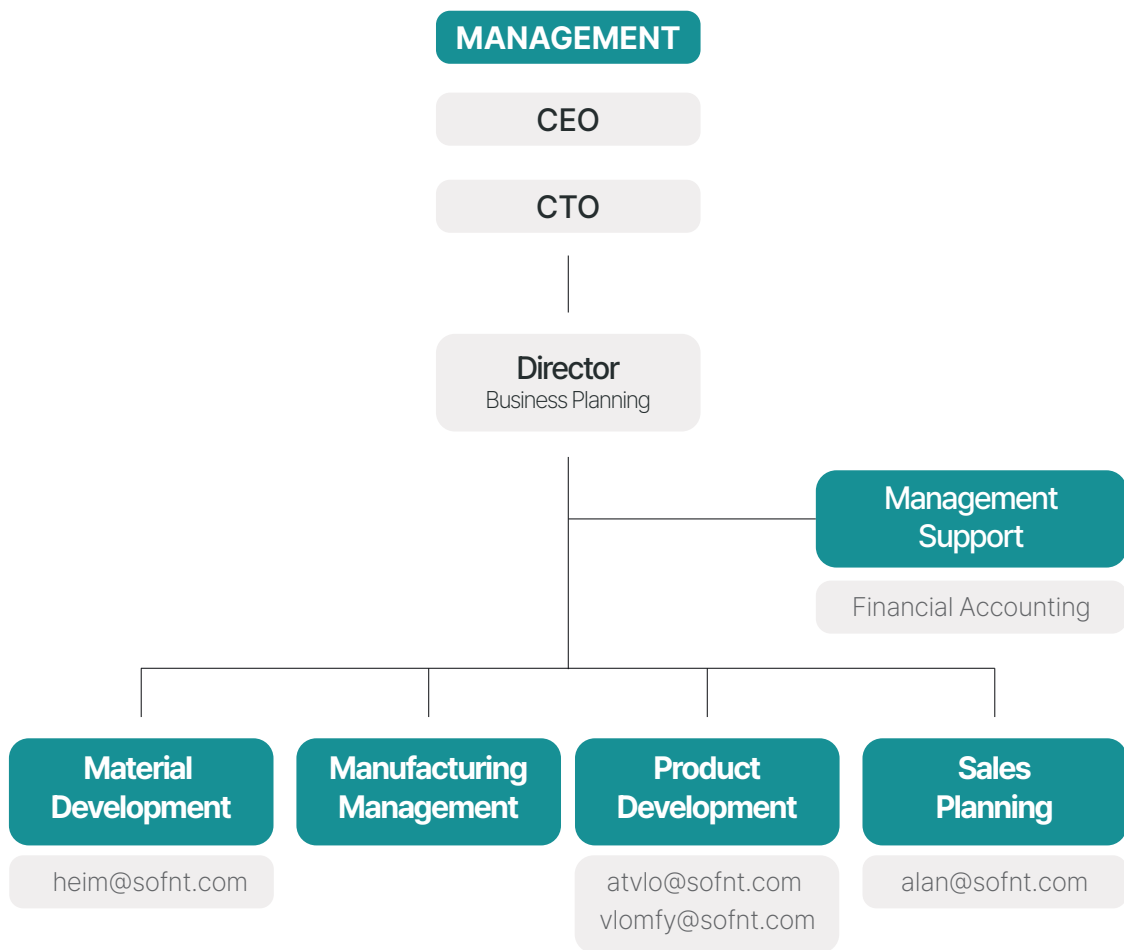 MANAGEMENT
CEO
CTO
Director
Business Planning
Management
Support
Financial Accounting
Material
Development
heim@sofnt.com
Manufacturing
Management
Product
Development
atvlo@sofnt.com
vlomfy@sofnt.com
Sales
Planning
alan@sofnt.com